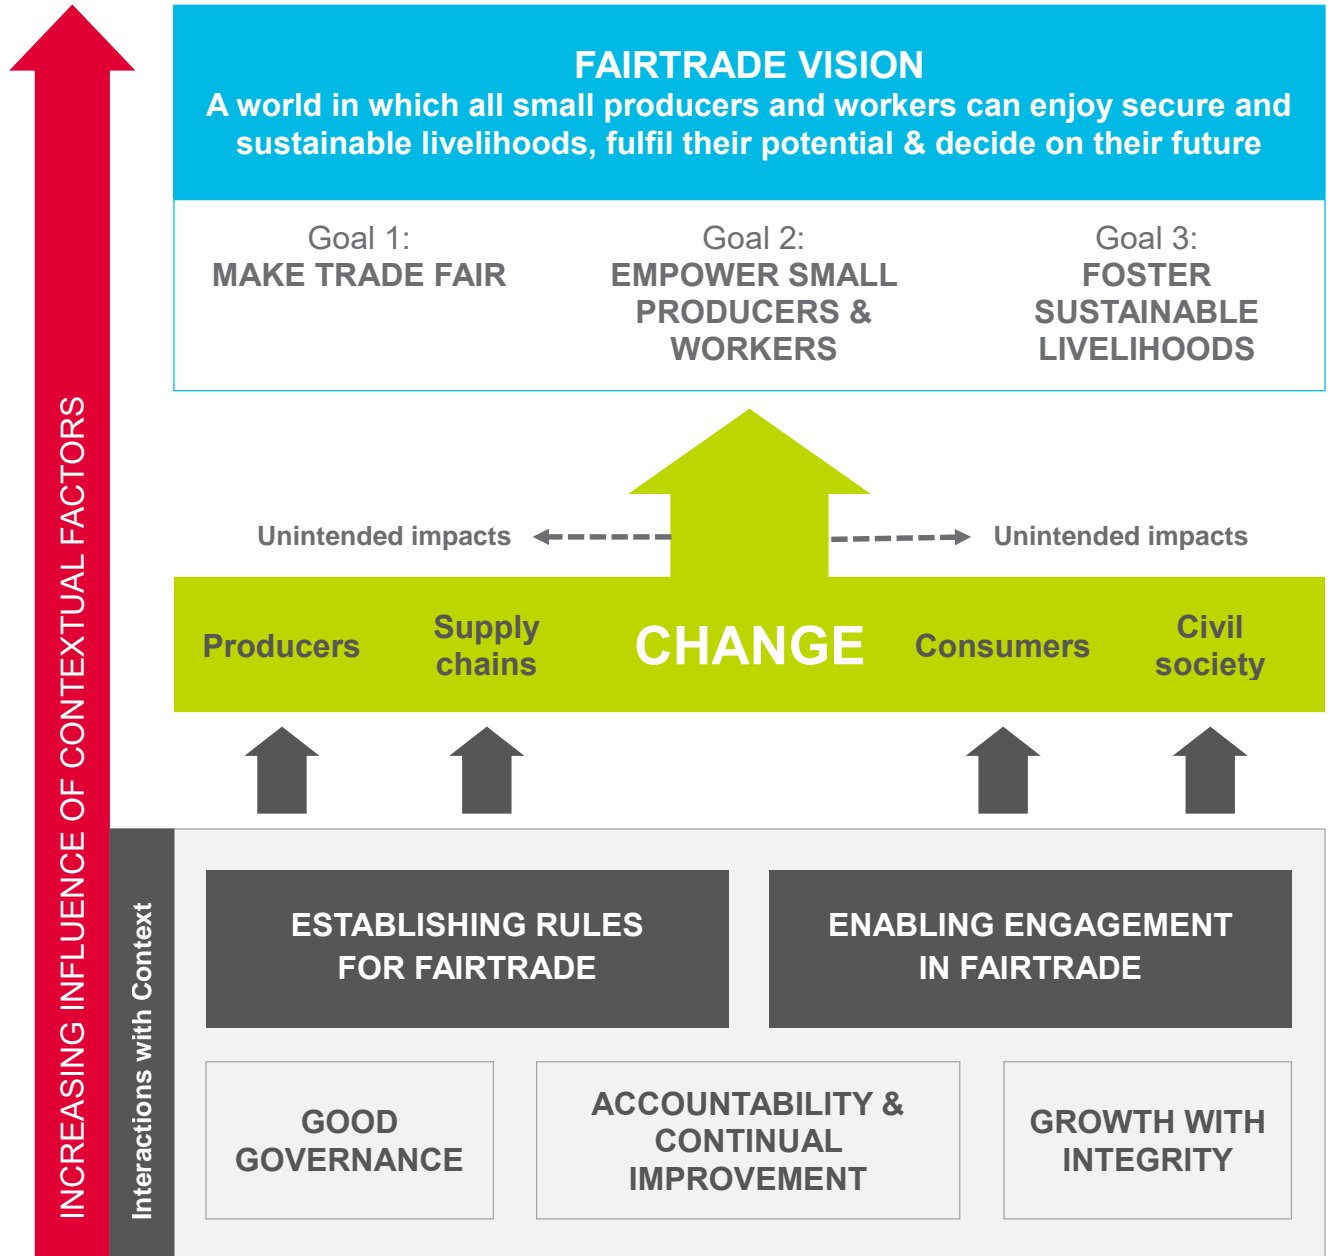 FAIRTRADE VISION
A world in which all small producers and workers can enjoy secure and
sustainable livelihoods, fulfil their potential & decide on their future
Goal 1:
MAKE TRADE FAIR
Goal 2:
EMPOWER SMALL
PRODUCERS &
WORKERS
Goal 3:
FOSTER
SUSTAINABLE
LIVELIHOODS
Unintended impacts
Unintended impacts
Producers
Supply
chains
CHANGE
Consumers
Civil
society
ESTABLISHING RULES
FOR FAIRTRADE
ENABLING ENGAGEMENT
IN FAIRTRADE
GOOD
GOVERNANCE
ACCOUNTABILITY &
CONTINUAL
IMPROVEMENT
GROWTH WITH
INTEGRITY
INCREASING INFLUENCE OF CONTEXTUAL FACTORS
Interactions with Context